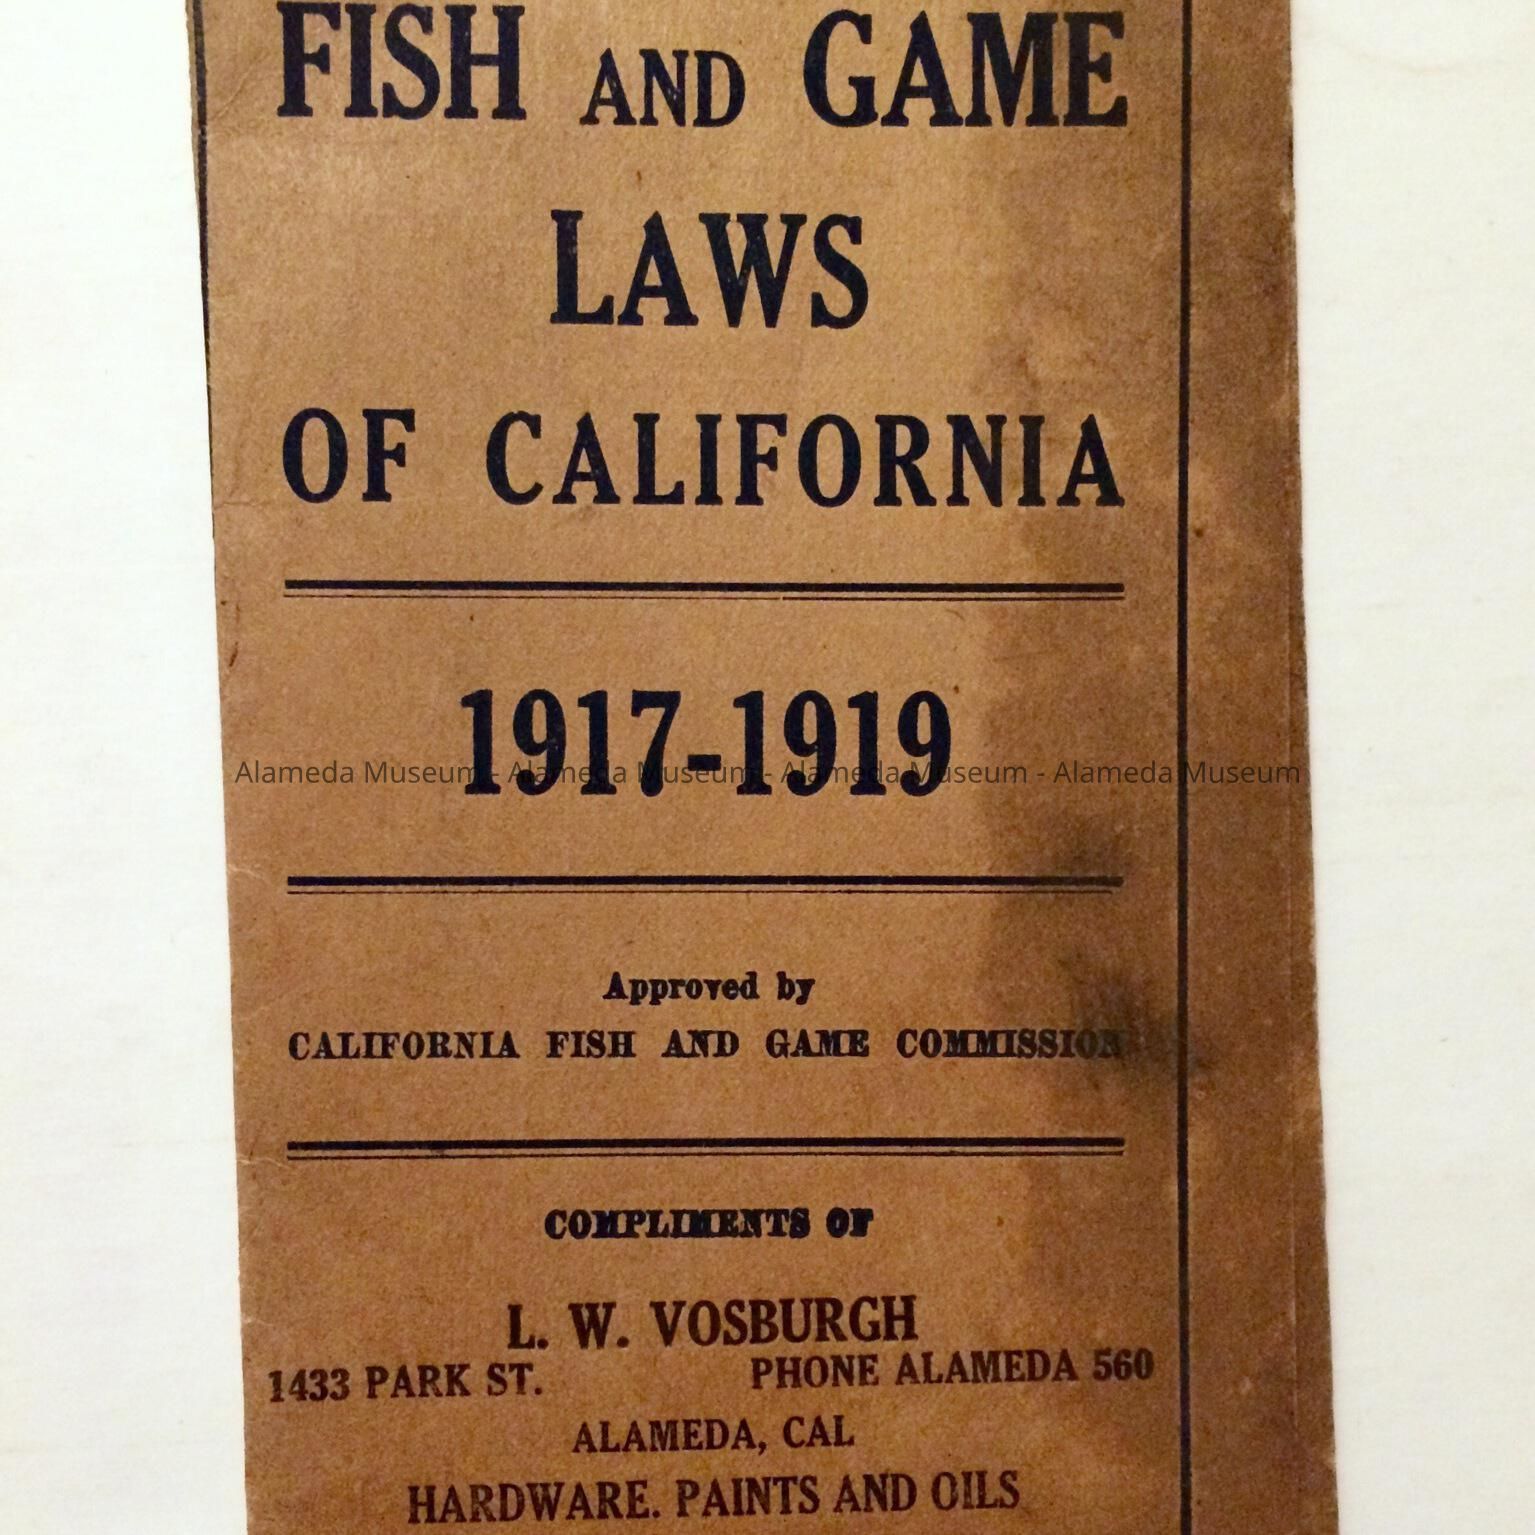 FISH AND GAME
LAWS
OF CALIFORNIA
1917-1919
Alameda Museum - Alameda Museum - Alameda Museum - Alameda Museum
Approved by
CALIFORNIA FISH AND GAME COMMISSION
COMPLIMENTS OF
L. W. VOSBURGH
1433 PARK ST. PHONE ALAMEDA 560
ALAMEDA, CAL
HARDWARE. PAINTS AND OILS